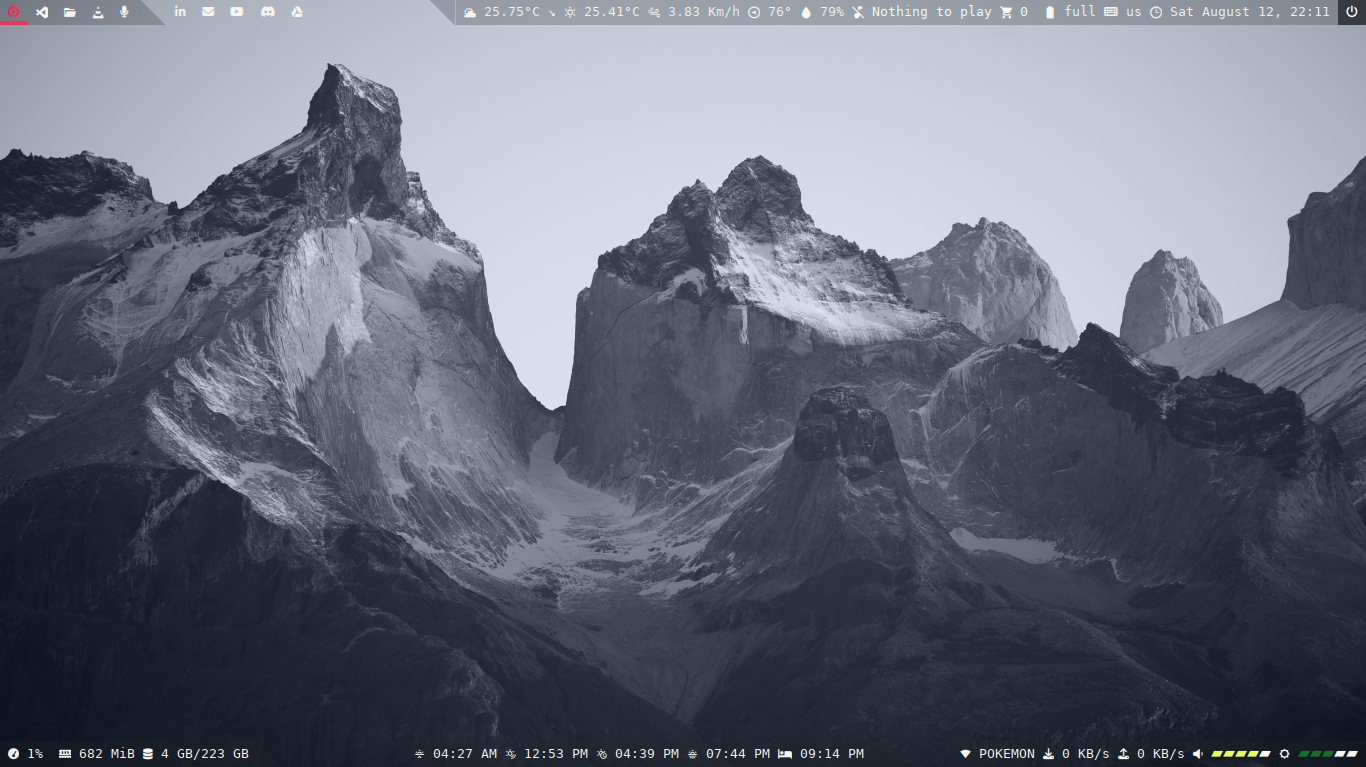 25.75°C ↘ 25.41°C 3.83 Km/h 76° 79% Nothing to play 0 full us Sat August 12, 22:11
1% 682 MiB 4 GB/223 GB 04:27 AM 12:53 PM 04:39 PM 07:44 PM 09:14 PM POKEMON 0 KB/s 0 KB/s